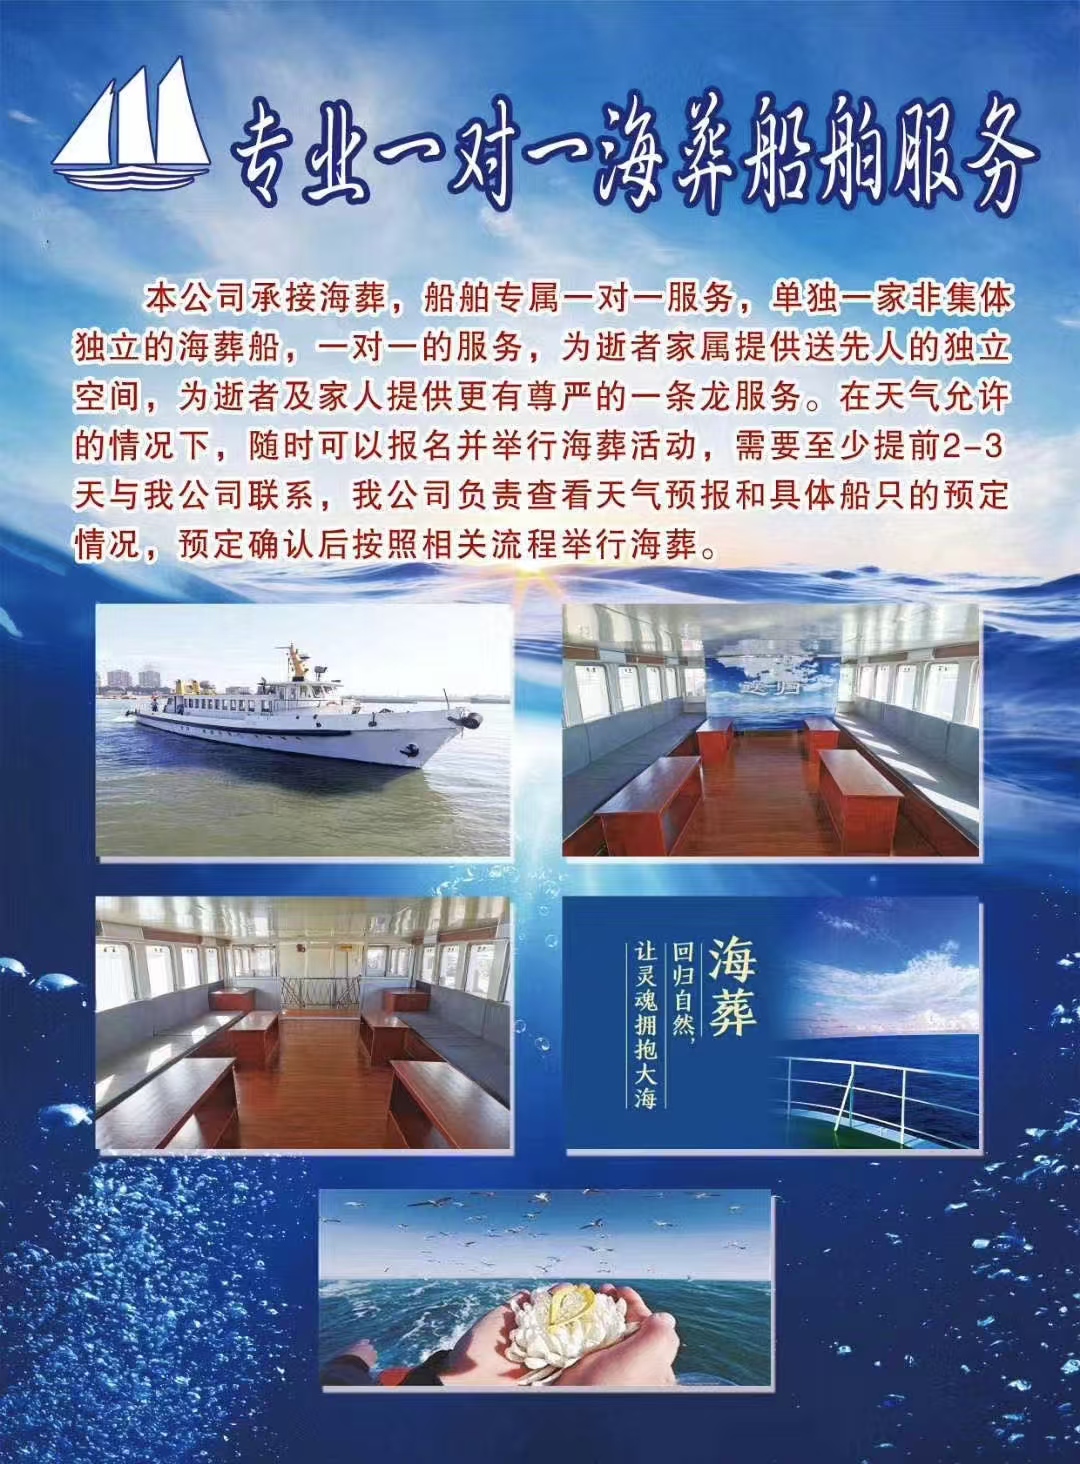 专业一对一海葬船舶服务
本公司承接海葬，船舶专属一对一服务，单独一家非集体
独立的海葬船，一对一的服务，为逝者家属提供送先人的独立
空间，为逝者及家人提供更有尊严的一条龙服务。在天气允许
的情况下，随时可以报名并举行海葬活动，需要至少提前2-3
天与我公司联系，我公司负责查看天气预报和具体船只的预定
情况，预定确认后按照相关流程举行海葬。
海葬
回归自然，
让灵魂拥抱大海